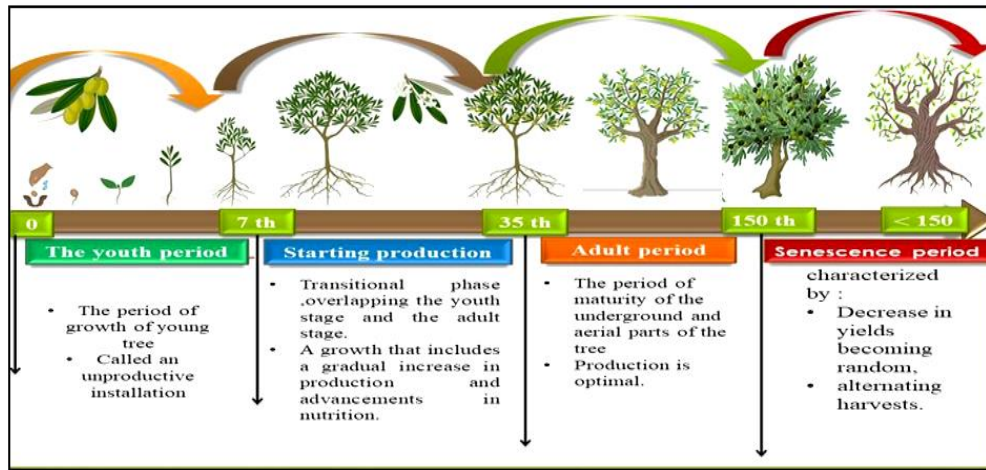 0
7 th
35 th
150 th
< 150
The youth period
Starting production
Adult period
Senescence period
• The period of
growth of young
tree
• Called an
unproductive
installation
• Transitional phase
,overlapping the youth
stage and the adult
stage.
• A growth that includes
a gradual increase in
production and
advancements in
nutrition.
• The period of
maturity of the
underground and
aerial parts of the
tree
• Production is
optimal.
characterized
by :
• Decrease in
yields
becoming
random,
• alternating
harvests.